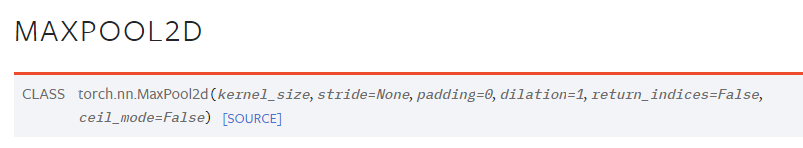 MAXPOOL2D
CLASS torch.nn.MaxPool2d(kernel_size, stride=None, padding=0, dilation=1, return_indices=False,
ceil_mode=False) [SOURCE]